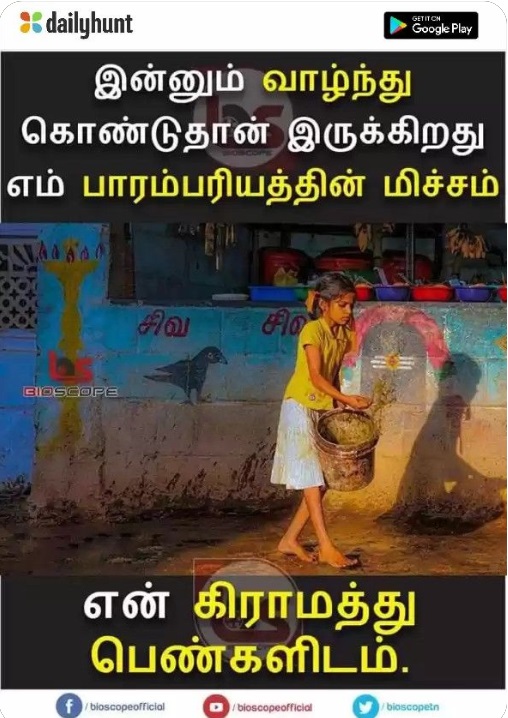 dailyhunt
GET IT ON
Google Play
இன்னும் வாழ்ந்து
கொண்டுதான் இருக்கிறது
எம் பாரம்பரியத்தின் மிச்சம்
சிவ
சிவ
BIOSCOPE
என் கிராமத்து
பெண்களிடம்.
/ bioscopeofficial
/ bioscopeofficial
/ bioscopetn